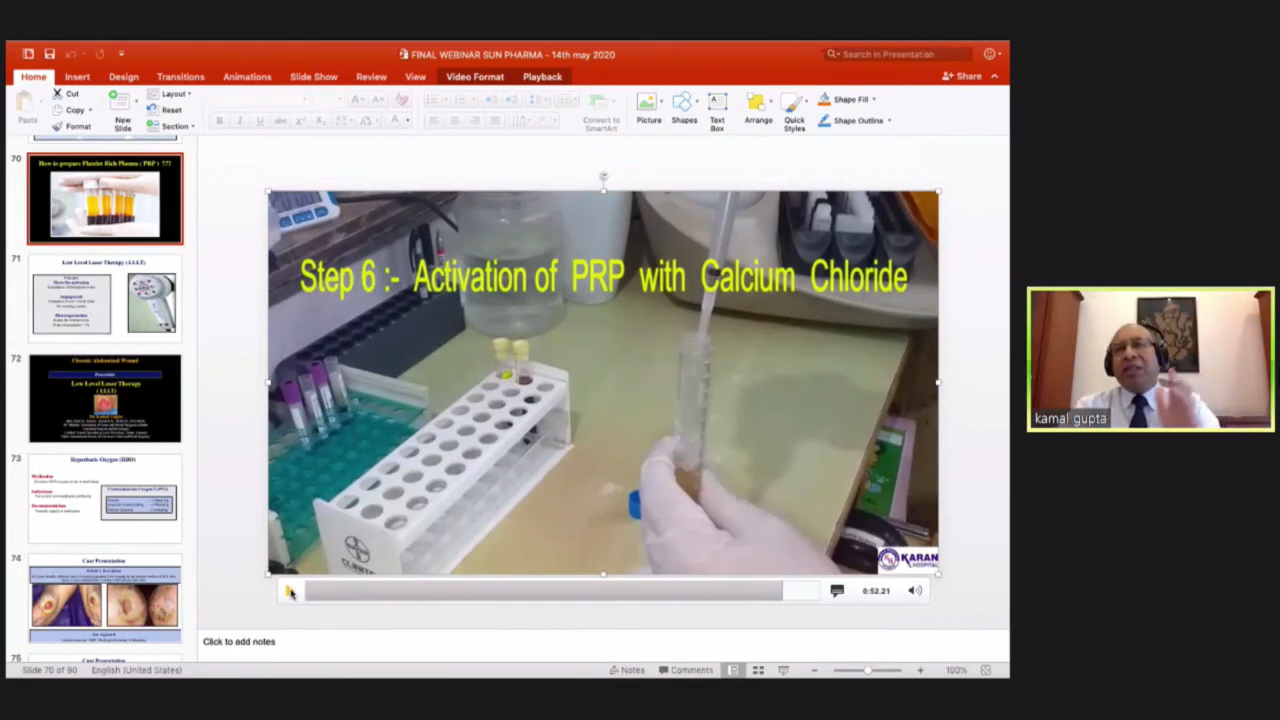 FINAL WEBINAR SUN PHARMA - 14th may 2020
Search in Presentation
Home Insert Design Transitions Animations Slide Show Review View Video Format Playback
Share
Paste
Cut
Copy
Format
New Slide
Layout
Reset
Section
Convert to SmartArt
Picture
Shapes
Text Box
Arrange
Quick Styles
Shape Fill
Shape Outline
70
How to prepare Platelet Rich Plasma ( PRP ) ???
71
Low Level Laser Therapy ( LLLT )
72
Chronic Abdominal Wound
Low Level Laser Therapy
( LLLT )
73
Hyperbaric Oxygen (HBO)
74
Case Presentation
75
Case Presentation
Step 6 :- Activation of PRP with Calcium Chloride
KARAN
HOSPITAL
0:52.21
kamal gupta
Click to add notes
Slide 70 of 90
English (United States)
Notes
Comments
100%